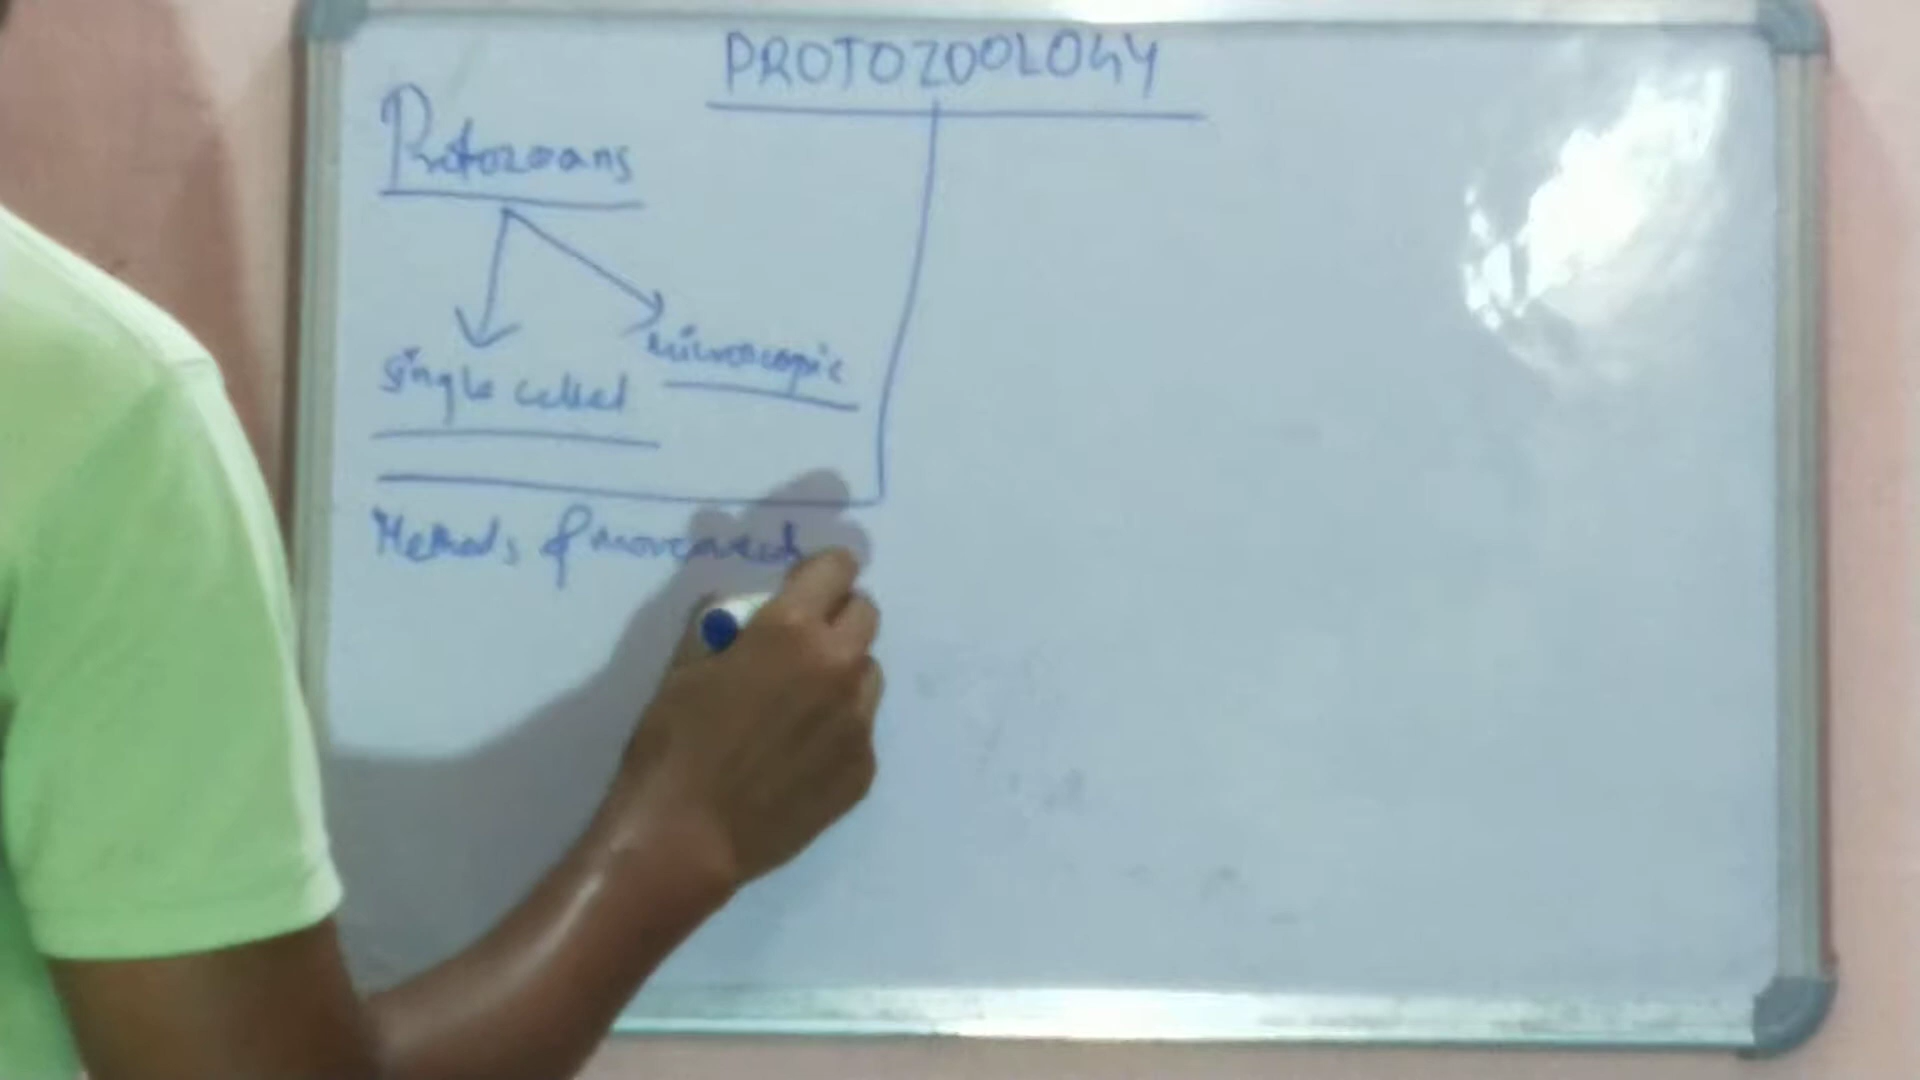 PROTOZOOLOGY
Protozoans
single celled
microscopic
Methods of movement